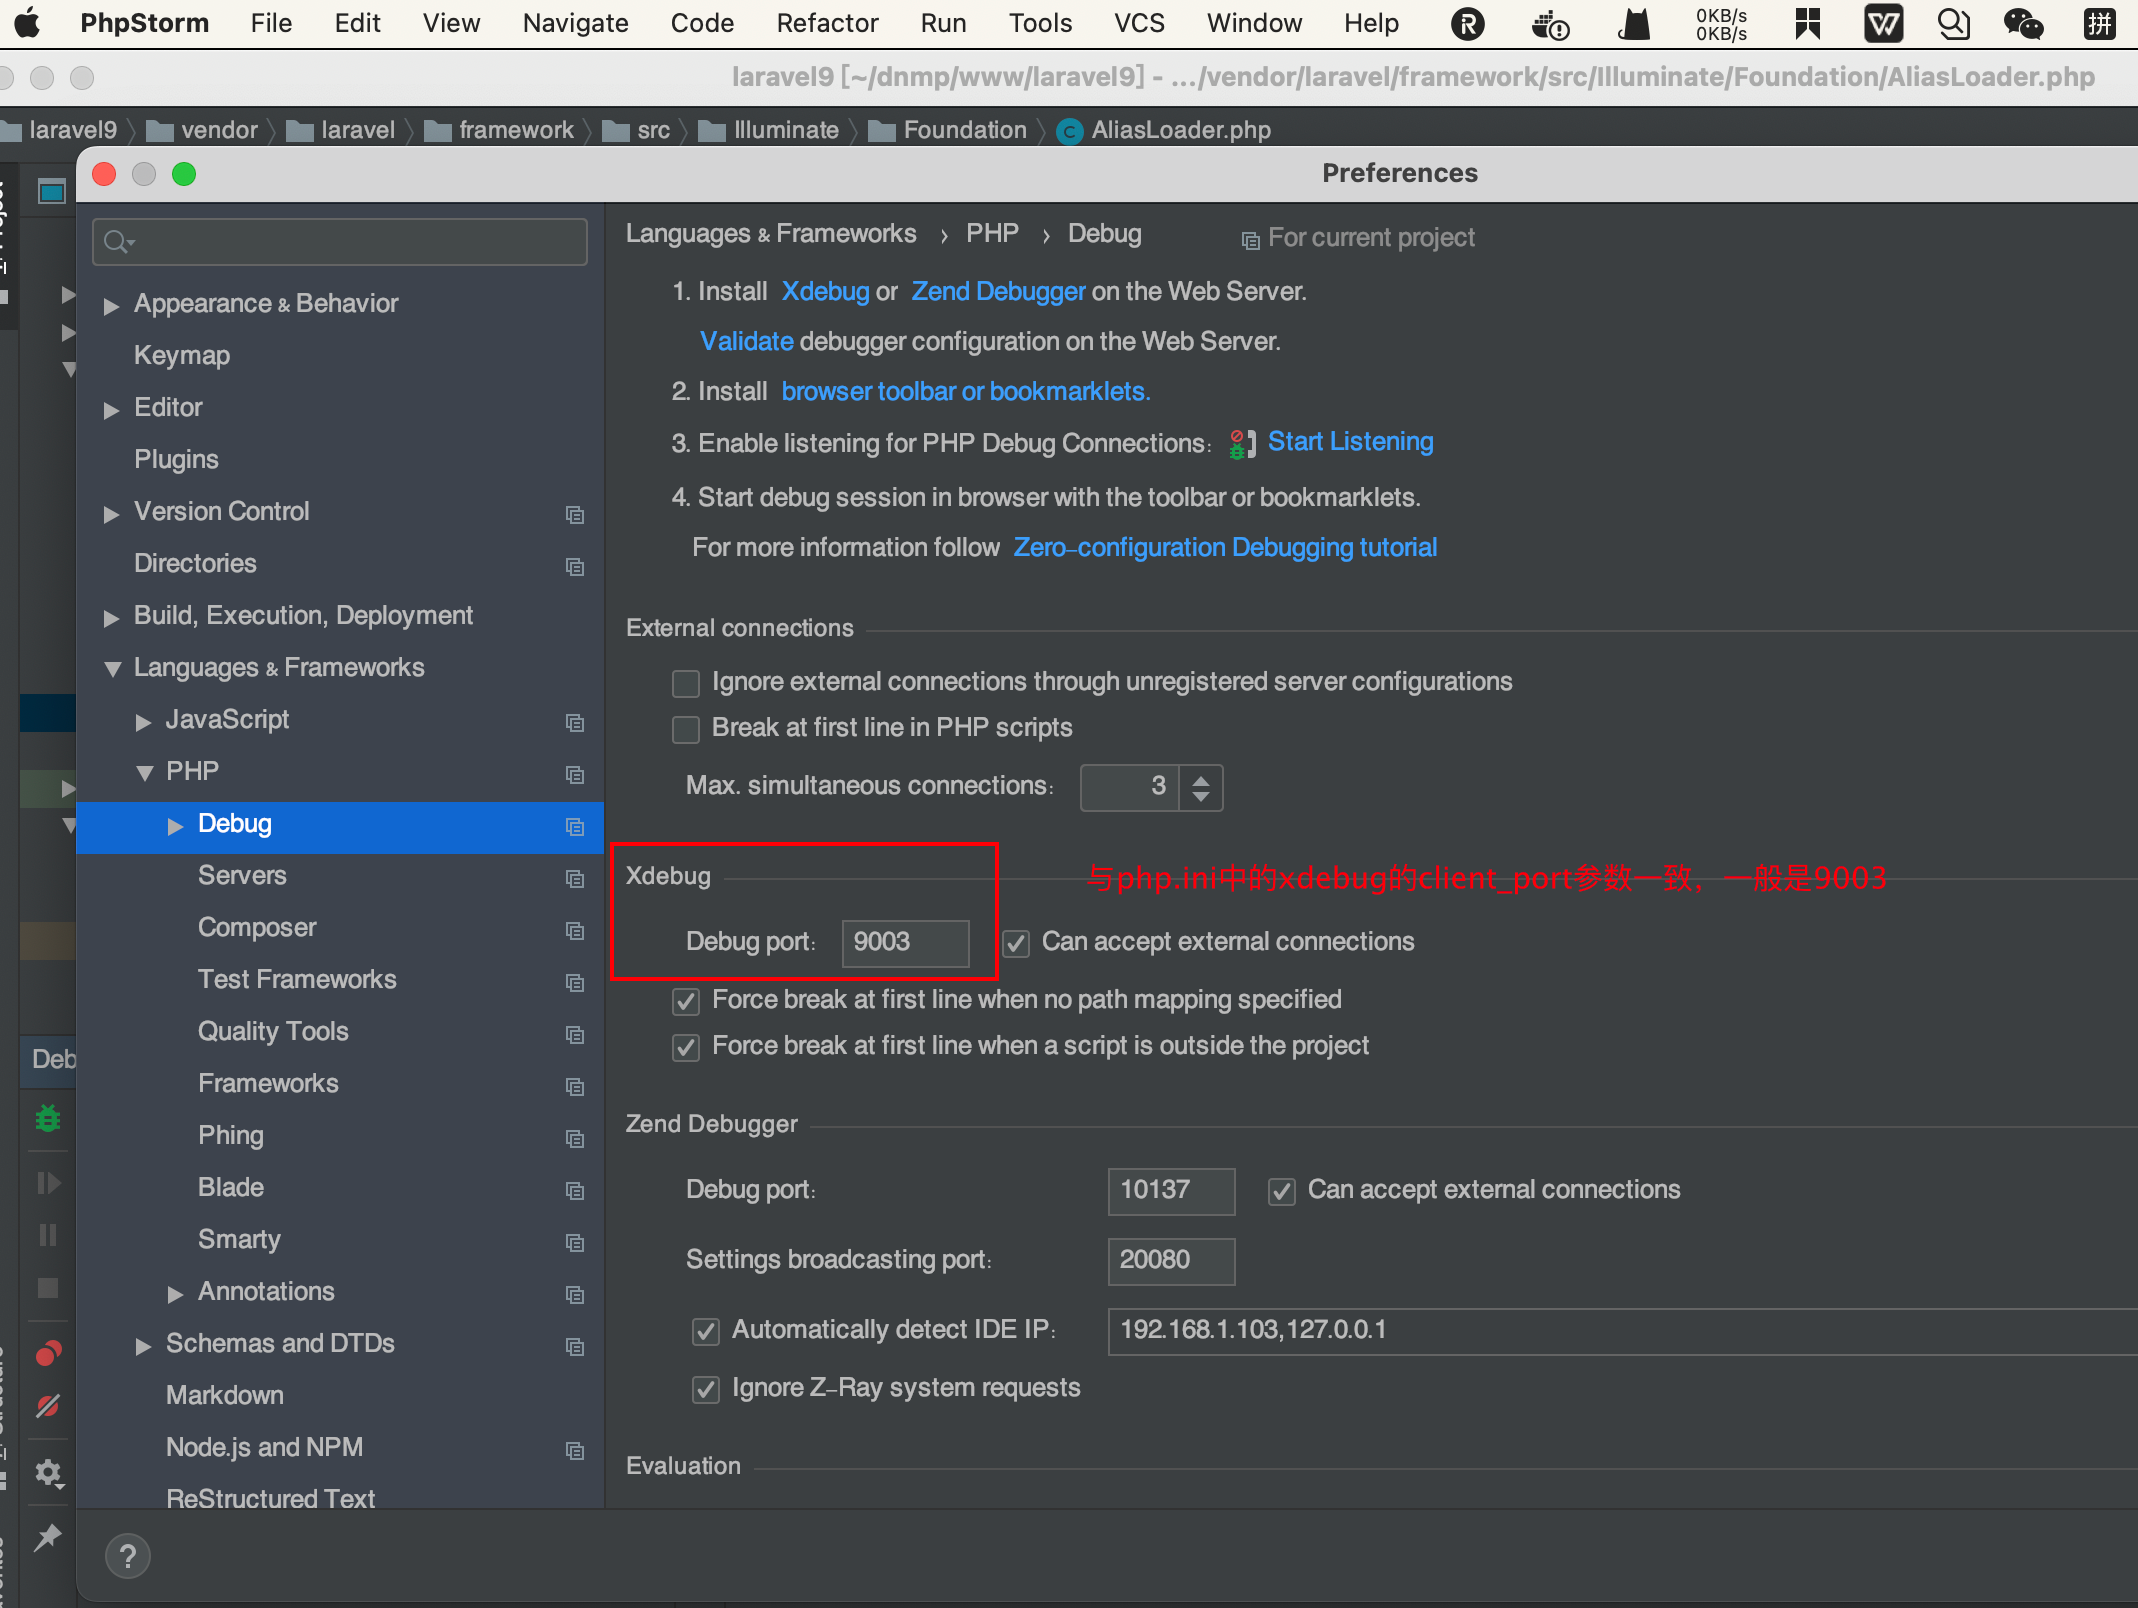 PhpStorm File Edit View Navigate Code Refactor Run Tools VCS Window Help 0KB/s 0KB/s 拼
laravel9 [~/dnmp/www/laravel9] - .../vendor/laravel/framework/src/Illuminate/Foundation/AliasLoader.php
laravel9 vendor laravel framework src Illuminate Foundation AliasLoader.php
Preferences
Languages & Frameworks › PHP › Debug For current project
1. Install Xdebug or Zend Debugger on the Web Server.
Validate debugger configuration on the Web Server.
2. Install browser toolbar or bookmarklets.
3. Enable listening for PHP Debug Connections: Start Listening
4. Start debug session in browser with the toolbar or bookmarklets.
For more information follow Zero-configuration Debugging tutorial
Appearance & Behavior
Keymap
Editor
Plugins
Version Control
Directories
Build, Execution, Deployment
Languages & Frameworks
JavaScript
PHP
Debug
Servers
Composer
Test Frameworks
Quality Tools
Frameworks
Phing
Blade
Smarty
Annotations
Schemas and DTDs
Markdown
Node.js and NPM
ReStructured Text
External connections
Ignore external connections through unregistered server configurations
Break at first line in PHP scripts
Max. simultaneous connections: 3
Xdebug
与php.ini中的xdebug的client_port参数一致，一般是9003
Debug port: 9003 Can accept external connections
Force break at first line when no path mapping specified
Force break at first line when a script is outside the project
Zend Debugger
Debug port: 10137 Can accept external connections
Settings broadcasting port: 20080
Automatically detect IDE IP: 192.168.1.103,127.0.0.1
Ignore Z-Ray system requests
Evaluation
Deb
?